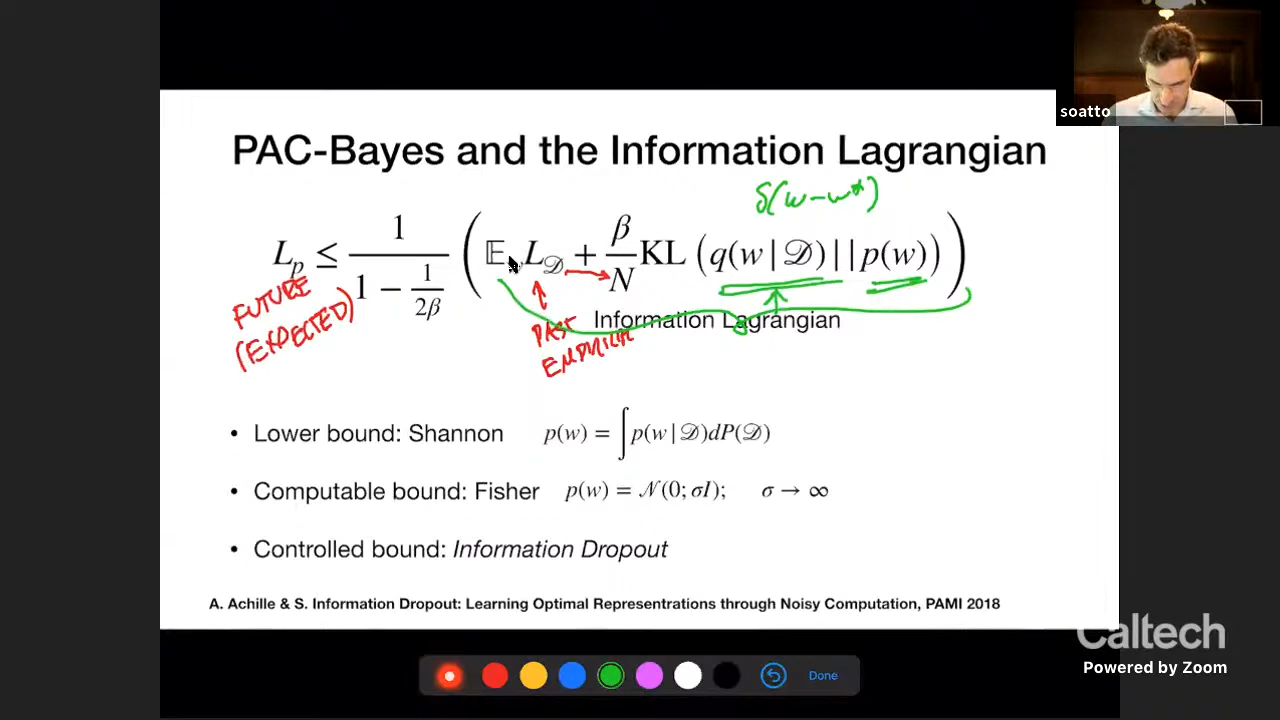 soatto
PAC-Bayes and the Information Lagrangian
δ(w-w*)
L_p ≤ 1 / (1 − 1/(2β)) ( 𝔼 L_𝒟 + β/N KL ( q(w|𝒟)||p(w)) )
FUTURE
(EXPECTED)
PAST
Information Lagrangian
• Lower bound: Shannon p(w) = ∫ p(w|𝒟)dP(𝒟)
• Computable bound: Fisher p(w) = 𝒩(0; σI); σ → ∞
• Controlled bound: Information Dropout
A. Achille & S. Information Dropout: Learning Optimal Representrations through Noisy Computation, PAMI 2018
Caltech
Powered by Zoom
Done